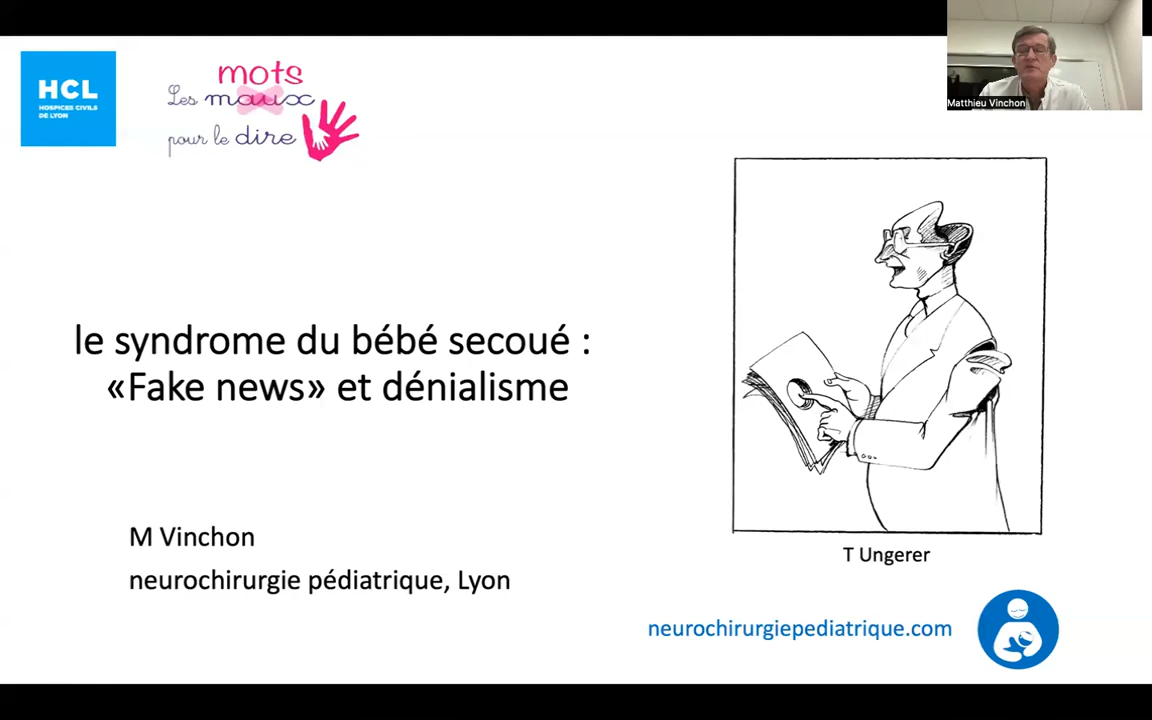 Matthieu Vinchon
HCL
HOSPICES CIVILS
DE LYON
mots
Les maux
pour le dire
le syndrome du bébé secoué :
«Fake news» et dénialisme
M Vinchon
neurochirurgie pédiatrique, Lyon
T Ungerer
neurochirurgiepediatrique.com